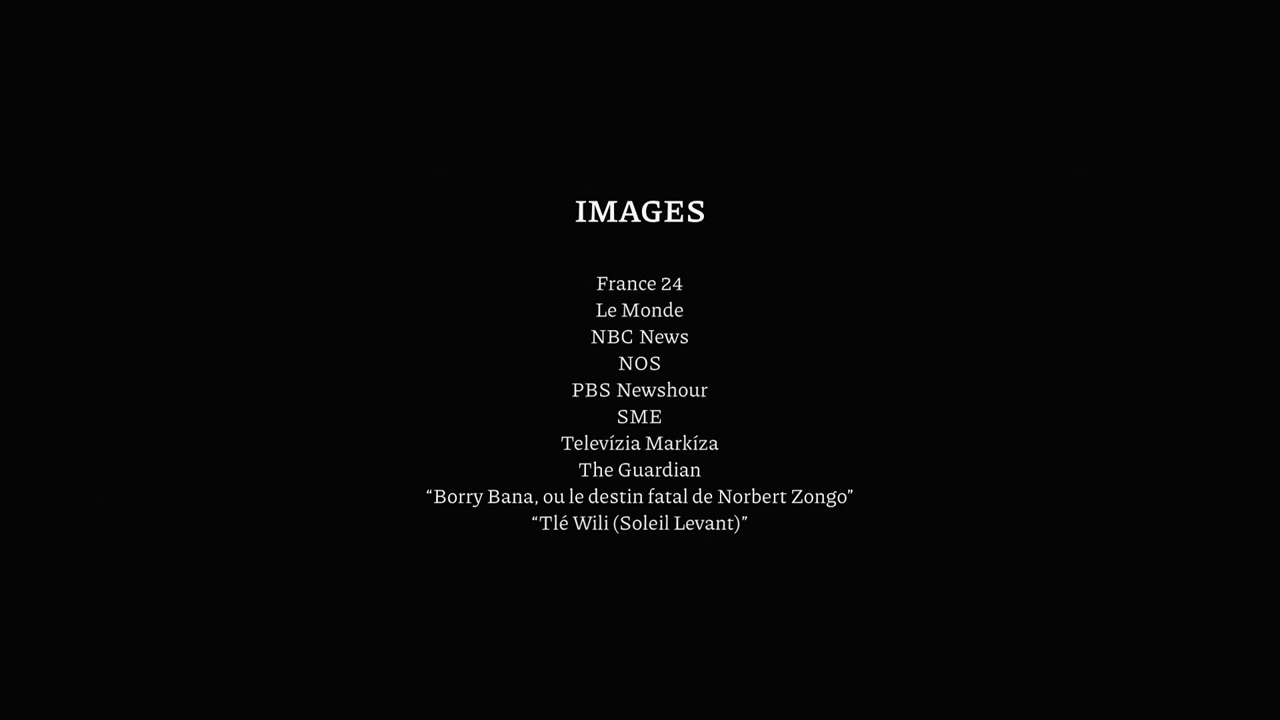 IMAGES
France 24
Le Monde
NBC News
NOS
PBS Newshour
SME
Televízia Markíza
The Guardian
“Borry Bana, ou le destin fatal de Norbert Zongo”
“Tlé Wili (Soleil Levant)”